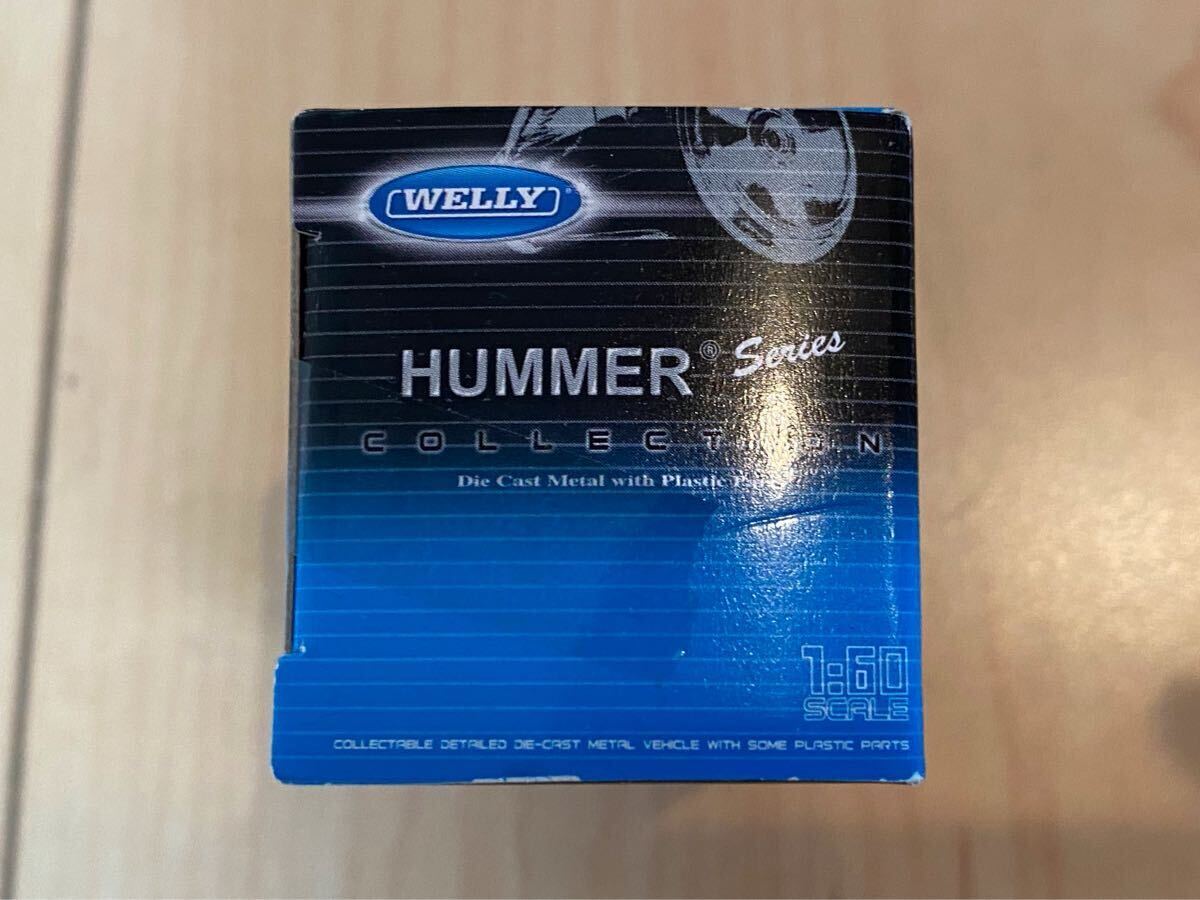 WELLY®
HUMMER® Series
COLLECTION
Die Cast Metal with Plastic Parts
1:60
SCALE
COLLECTABLE DETAILED DIE-CAST METAL VEHICLE WITH SOME PLASTIC PARTS